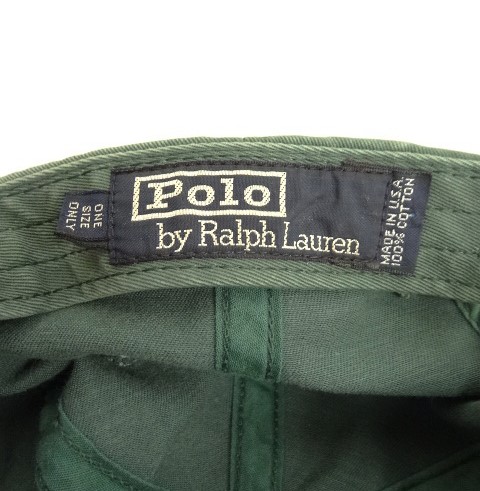 Polo
by Ralph Lauren
MADE IN U.S.A.
100% COTTON
ONE
SIZE
ONLY